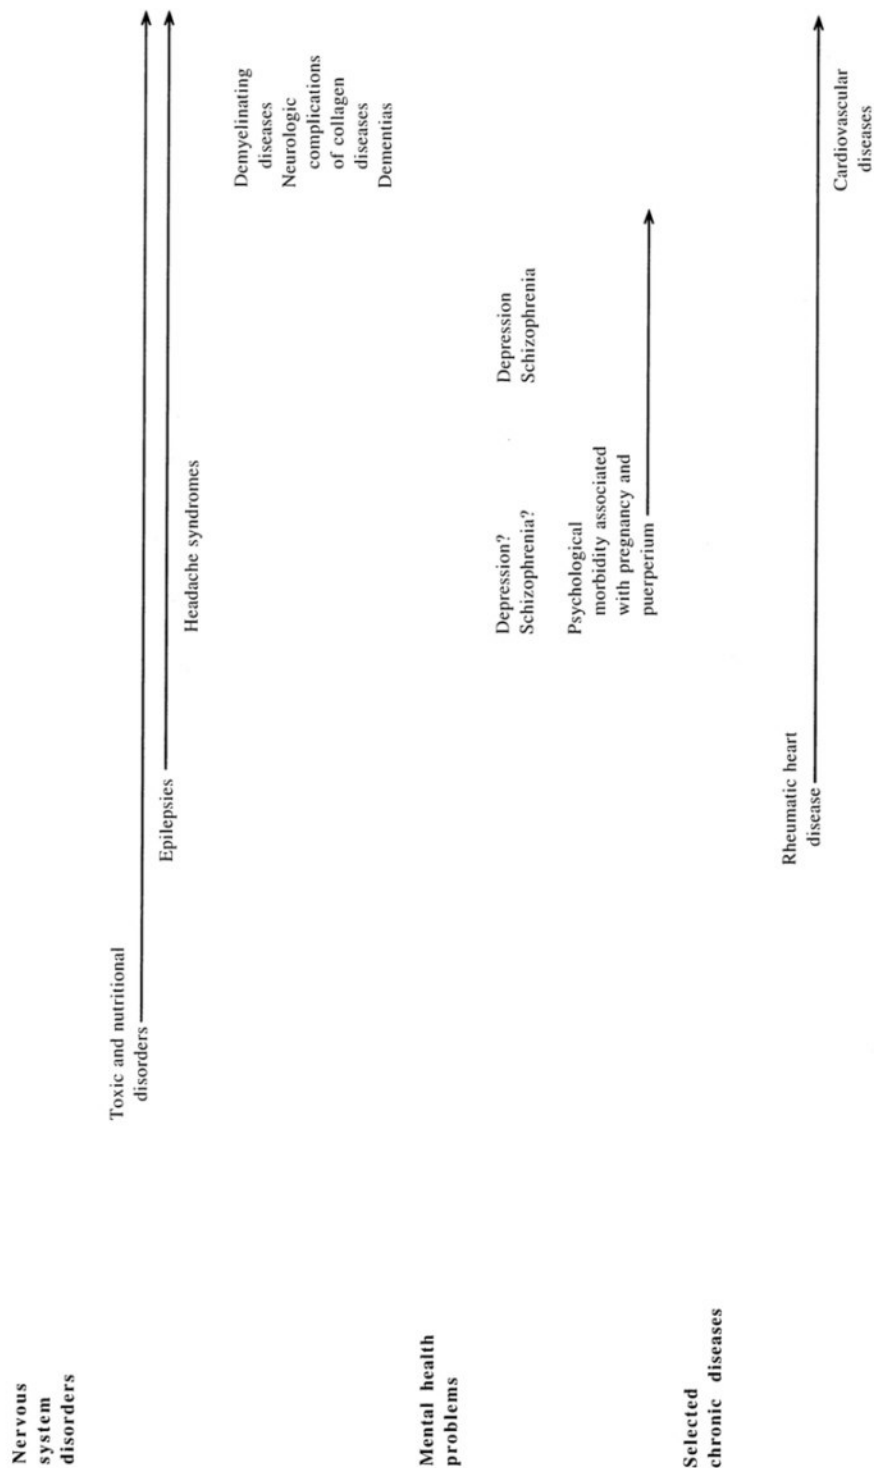 Nervous
system
disorders
Toxic and nutritional
disorders
Epilepsies
Headache syndromes
Demyelinating
diseases
Neurologic
complications
of collagen
diseases
Dementias
Mental health
problems
Depression?
Schizophrenia?
Depression
Schizophrenia
Psychological
morbidity associated
with pregnancy and
puerperium
Selected
chronic diseases
Rheumatic heart
disease
Cardiovascular
diseases